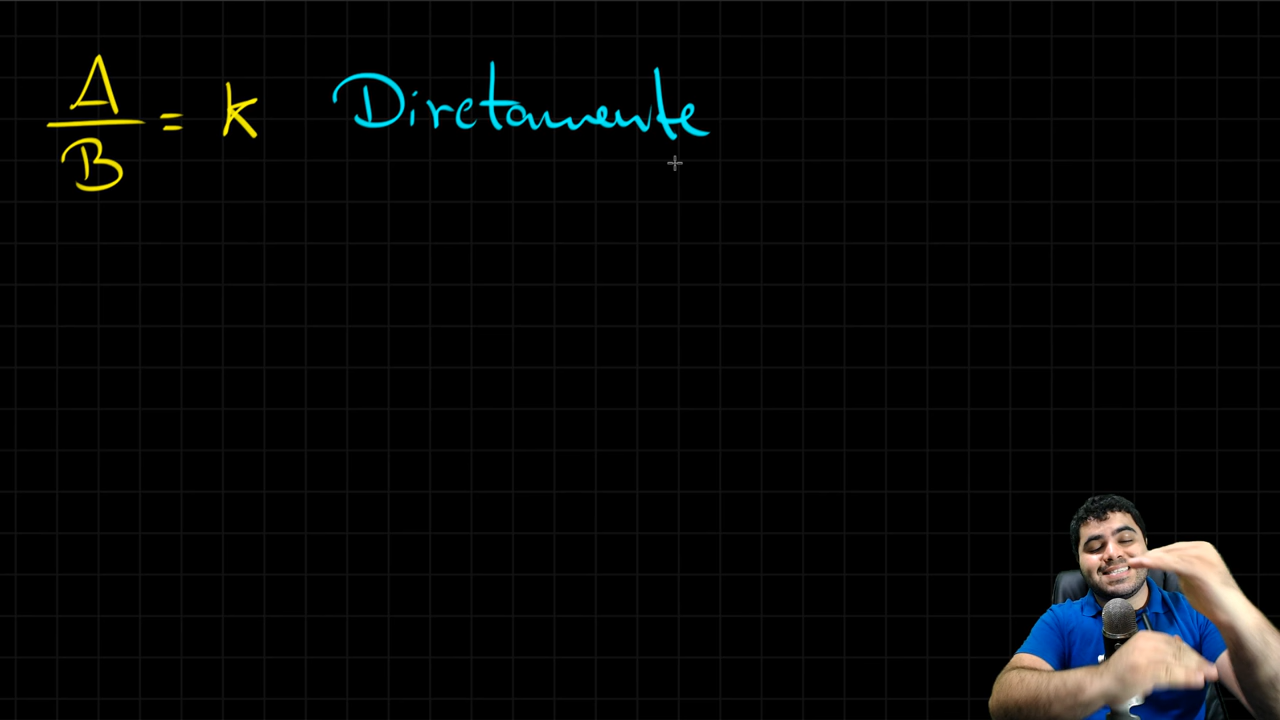 A/B = k Diretamente